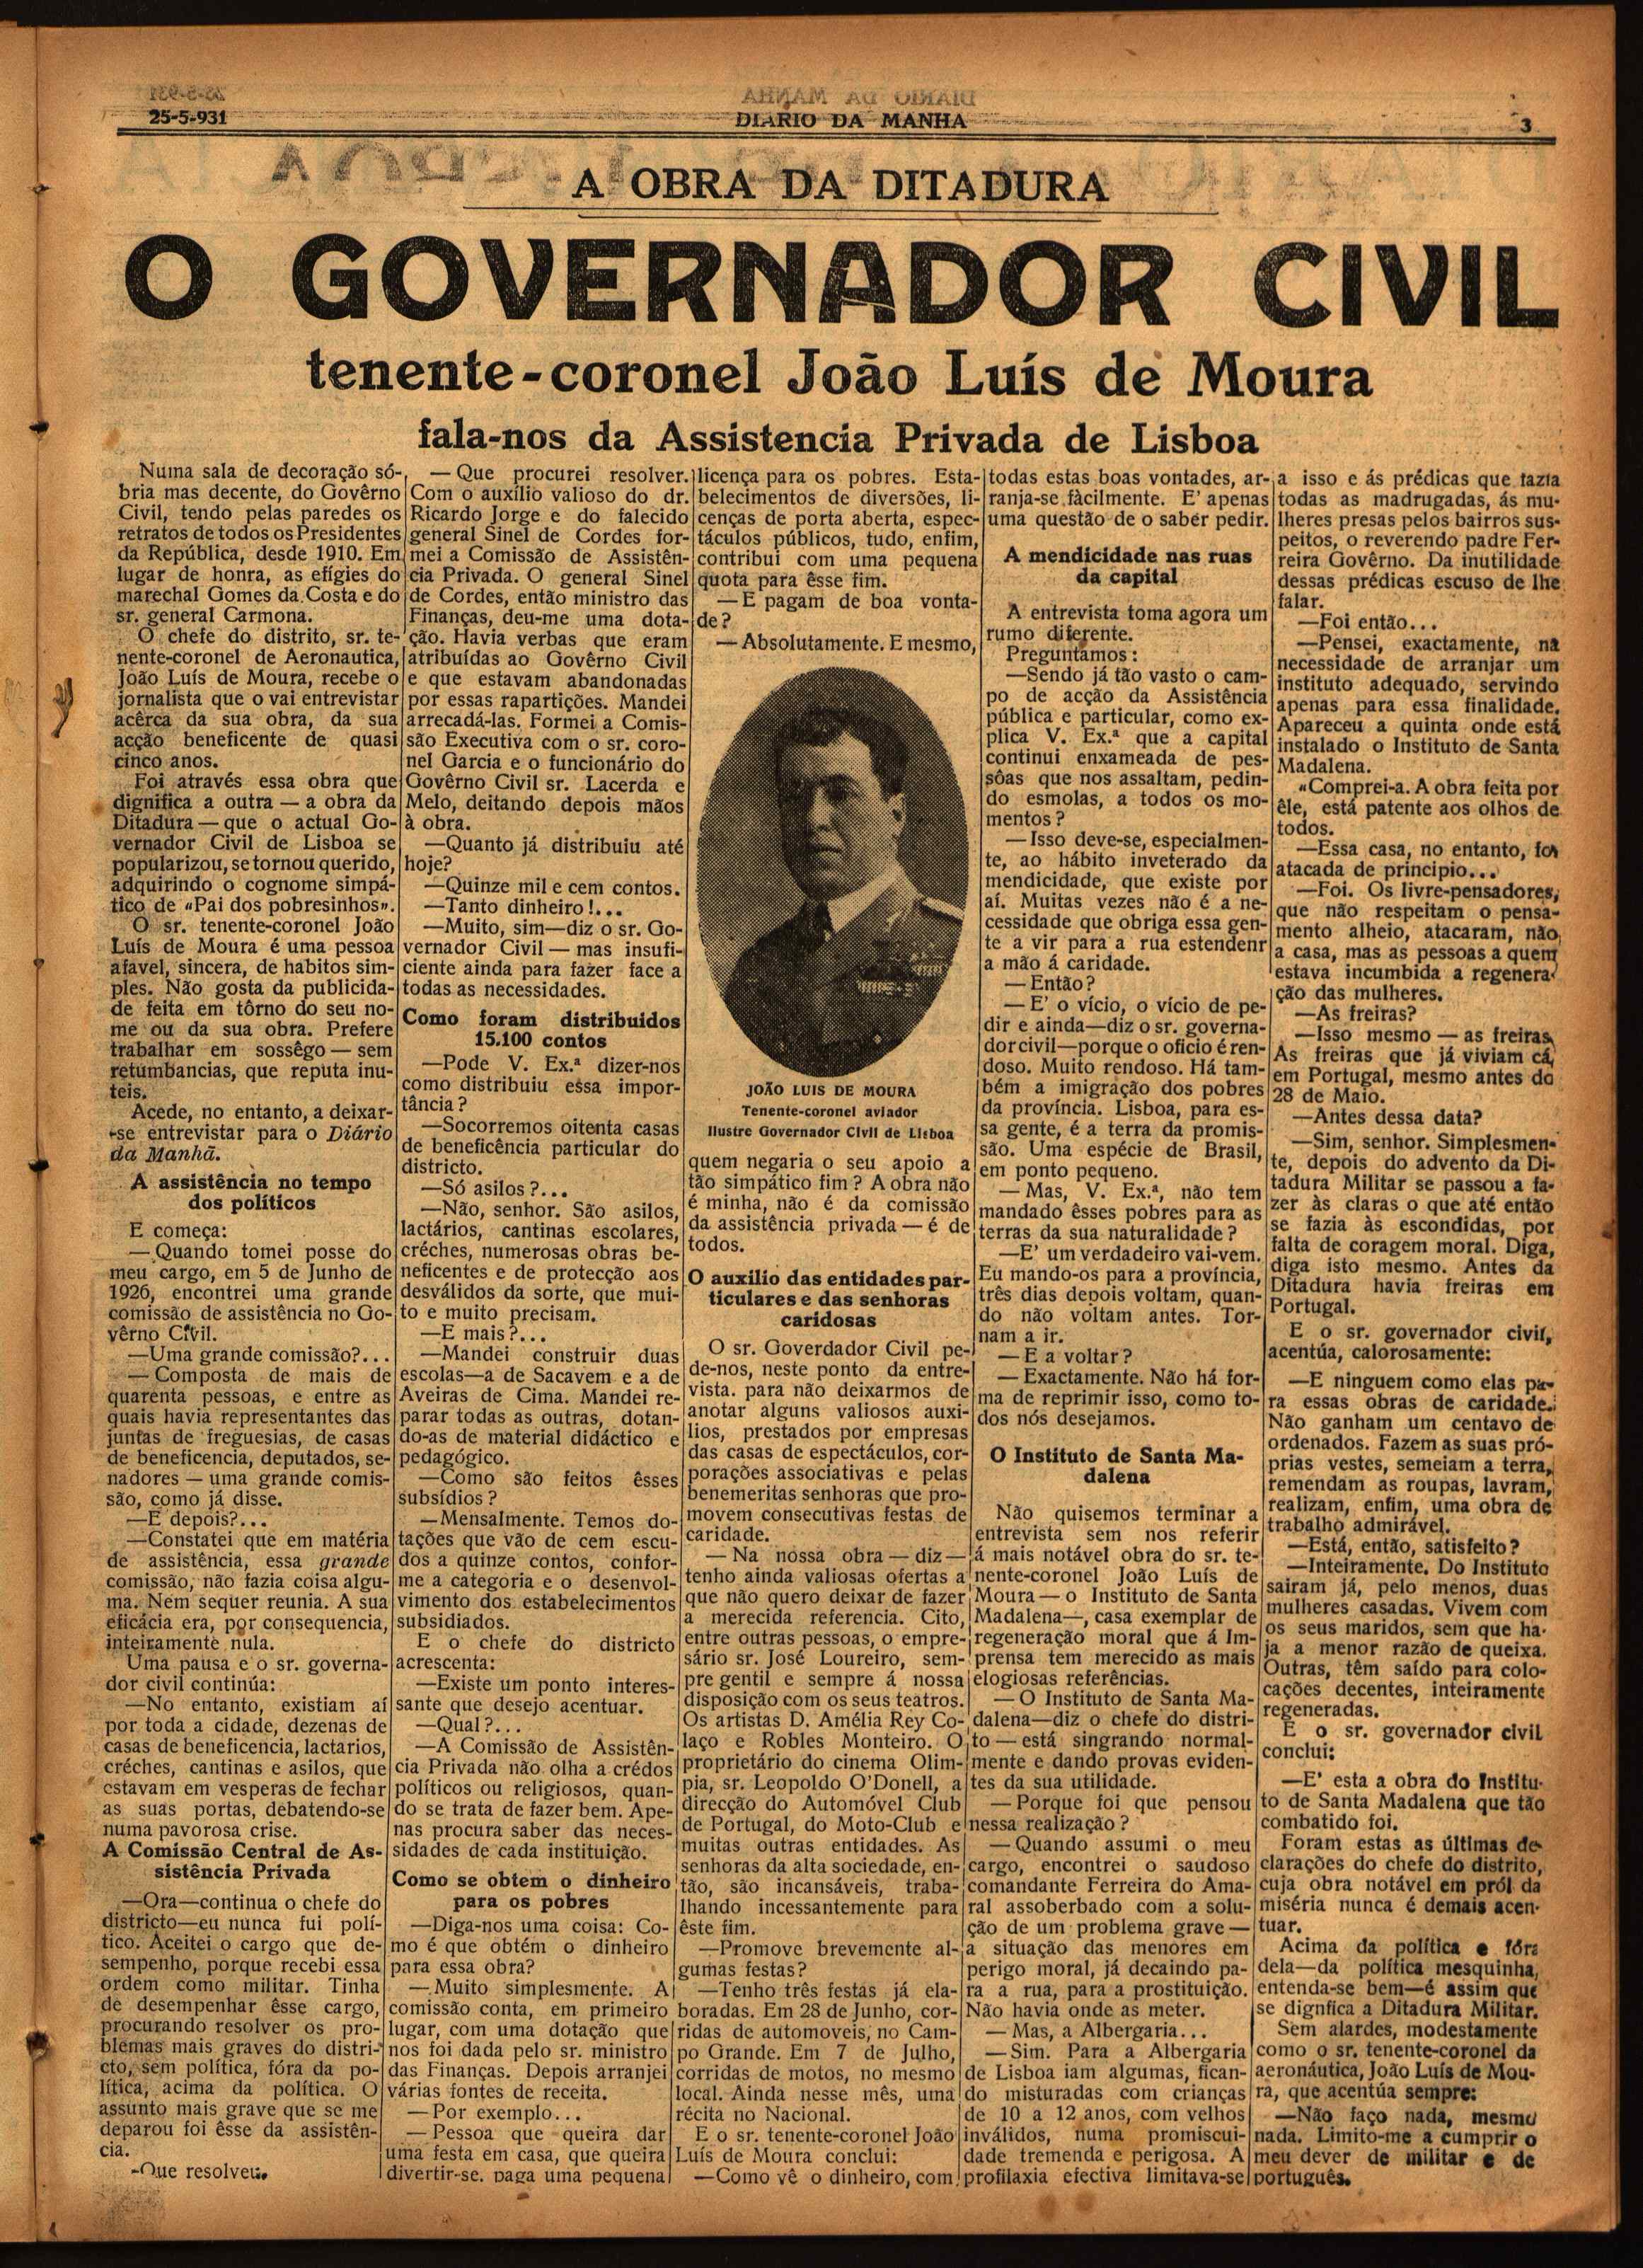 25-5-931
DIÁRIO DA MANHÃ
3
A OBRA DA DITADURA
O GOVERNADOR CIVIL
tenente-coronel João Luís de Moura
fala-nos da Assistencia Privada de Lisboa
Numa sala de decoração só-
bria mas decente, do Govêrno
Civil, tendo pelas paredes os
retratos de todos os Presidentes
da República, desde 1910. Em
lugar de honra, as efígies do
marechal Gomes da Costa e do
sr. general Carmona.
O chefe do distrito, sr. te-
nente-coronel de Aeronautica,
João Luís de Moura, recebe o
jornalista que o vai entrevistar
acêrca da sua obra, da sua
acção beneficente de quasi
cinco anos.
Foi através essa obra que
dignifica a outra — a obra da
Ditadura — que o actual Go-
vernador Civil de Lisboa se
popularizou, se tornou querido,
adquirindo o cognome simpá-
tico de «Pai dos pobresinhos».
O sr. tenente-coronel João
Luís de Moura é uma pessoa
afavel, sincera, de habitos sim-
ples. Não gosta da publicida-
de feita em tôrno do seu no-
me ou da sua obra. Prefere
trabalhar em sossêgo — sem
retumbancias, que reputa inu-
teis.
Acede, no entanto, a deixar-
-se entrevistar para o Diário
da Manhã.
A assistência no tempo
dos políticos
E começa:
— Quando tomei posse do
meu cargo, em 5 de Junho de
1926, encontrei uma grande
comissão de assistência no Go-
vêrno Civil.
—Uma grande comissão?...
— Composta de mais de
quarenta pessoas, e entre as
quais havia representantes das
juntas de freguesias, de casas
de beneficencia, deputados, se-
nadores — uma grande comis-
são, como já disse.
—E depois?...
—Constatei que em matéria
de assistência, essa grande
comissão, não fazia coisa algu-
ma. Nem sequer reunia. A sua
eficácia era, por consequencia,
inteiramente nula.
Uma pausa e o sr. governa-
dor civil continúa:
—No entanto, existiam aí
por toda a cidade, dezenas de
casas de beneficencia, lactarios,
créches, cantinas e asilos, que
estavam em vesperas de fechar
as suas portas, debatendo-se
numa pavorosa crise.
A Comissão Central de As-
sistência Privada
—Ora—continua o chefe do
districto—eu nunca fui polí-
tico. Aceitei o cargo que de-
sempenho, porque recebi essa
ordem como militar. Tinha
de desempenhar êsse cargo,
procurando resolver os pro-
blemas mais graves do distri-
cto, sem política, fóra da po-
lítica, acima da política. O
assunto mais grave que se me
deparou foi êsse da assistên-
cia.
-Que resolveu.
— Que procurei resolver.
Com o auxílio valioso do dr.
Ricardo Jorge e do falecido
general Sinel de Cordes for-
mei a Comissão de Assistên-
cia Privada. O general Sinel
de Cordes, então ministro das
Finanças, deu-me uma dota-
ção. Havia verbas que eram
atribuídas ao Govêrno Civil
e que estavam abandonadas
por essas rapartições. Mandei
arrecadá-las. Formei a Comis-
são Executiva com o sr. coro-
nel Garcia e o funcionário do
Govêrno Civil sr. Lacerda e
Melo, deitando depois mãos
à obra.
—Quanto já distribuiu até
hoje?
—Quinze mil e cem contos.
—Tanto dinheiro!...
—Muito, sim—diz o sr. Go-
vernador Civil — mas insufi-
ciente ainda para fazer face a
todas as necessidades.
Como foram distribuidos
15.100 contos
—Pode V. Ex.ª dizer-nos
como distribuiu essa impor-
tância?
—Socorremos oitenta casas
de beneficência particular do
districto.
—Só asilos?...
—Não, senhor. São asilos,
lactários, cantinas escolares,
créches, numerosas obras be-
neficentes e de protecção aos
desválidos da sorte, que mui-
to e muito precisam.
—E mais?...
—Mandei construir duas
escolas—a de Sacavem e a de
Aveiras de Cima. Mandei re-
parar todas as outras, dotan-
do-as de material didáctico e
pedagógico.
—Como são feitos êsses
subsídios?
—Mensalmente. Temos do-
tações que vão de cem escu-
dos a quinze contos, confor-
me a categoria e o desenvol-
vimento dos estabelecimentos
subsidiados.
E o chefe do districto
acrescenta:
—Existe um ponto interes-
sante que desejo acentuar.
—Qual?...
—A Comissão de Assistên-
cia Privada não olha a crédos
políticos ou religiosos, quan-
do se trata de fazer bem. Ape-
nas procura saber das neces-
sidades de cada instituição.
Como se obtem o dinheiro
para os pobres
—Diga-nos uma coisa: Co-
mo é que obtém o dinheiro
para essa obra?
— Muito simplesmente. A
comissão conta, em primeiro
lugar, com uma dotação que
nos foi dada pelo sr. ministro
das Finanças. Depois arranjei
várias fontes de receita.
—Por exemplo...
— Pessoa que queira dar
uma festa em casa, que queira
divertir-se, paga uma pequena
licença para os pobres. Esta-
belecimentos de diversões, li-
cenças de porta aberta, espec-
táculos públicos, tudo, enfim,
contribui com uma pequena
quota para êsse fim.
—E pagam de boa vonta-
de?
—Absolutamente. E mesmo,
JOÃO LUIS DE MOURA
Tenente-coronel aviador
Ilustre Governador Civil de Lisboa
quem negaria o seu apoio a
tão simpático fim? A obra não
é minha, não é da comissão
da assistência privada — é de
todos.
O auxilio das entidades par-
ticulares e das senhoras
caridosas
O sr. Goverdador Civil pe-
de-nos, neste ponto da entre-
vista. para não deixarmos de
anotar alguns valiosos auxi-
lios, prestados por empresas
das casas de espectáculos, cor-
porações associativas e pelas
benemeritas senhoras que pro-
movem consecutivas festas de
caridade.
— Na nossa obra — diz —
tenho ainda valiosas ofertas a
que não quero deixar de fazer
a merecida referencia. Cito,
entre outras pessoas, o empre-
sário sr. José Loureiro, sem-
pre gentil e sempre á nossa
disposição com os seus teatros.
Os artistas D. Amélia Rey Co-
laço e Robles Monteiro. O
proprietário do cinema Olim-
pia, sr. Leopoldo O'Donell, a
direcção do Automóvel Club
de Portugal, do Moto-Club e
muitas outras entidades. As
senhoras da alta sociedade, en-
tão, são incansáveis, traba-
lhando incessantemente para
êste fim.
—Promove brevemente al-
gumas festas?
—Tenho três festas já ela-
boradas. Em 28 de Junho, cor-
ridas de automoveis, no Cam-
po Grande. Em 7 de Julho,
corridas de motos, no mesmo
local. Ainda nesse mês, uma
récita no Nacional.
E o sr. tenente-coronel João
Luís de Moura conclui:
—Como vê o dinheiro, com
todas estas boas vontades, ar-
ranja-se fàcilmente. E' apenas
uma questão de o saber pedir.
A mendicidade nas ruas
da capital
A entrevista toma agora um
rumo diferente.
Preguntamos:
—Sendo já tão vasto o cam-
po de acção da Assistência
pública e particular, como ex-
plica V. Ex.ª que a capital
continui enxameada de pes-
sôas que nos assaltam, pedin-
do esmolas, a todos os mo-
mentos?
—Isso deve-se, especialmen-
te, ao hábito inveterado da
mendicidade, que existe por
aí. Muitas vezes não é a ne-
cessidade que obriga essa gen-
te a vir para a rua estendenr
a mão á caridade.
—Então?
—E' o vício, o vício de pe-
dir e ainda—diz o sr. governa-
dor civil—porque o oficio é ren-
doso. Muito rendoso. Há tam-
bém a imigração dos pobres
da província. Lisboa, para es-
sa gente, é a terra da promis-
são. Uma espécie de Brasil,
em ponto pequeno.
— Mas, V. Ex.ª, não tem
mandado êsses pobres para as
terras da sua naturalidade?
—E' um verdadeiro vai-vem.
Eu mando-os para a província,
três dias depois voltam, quan-
do não voltam antes. Tor-
nam a ir.
—E a voltar?
—Exactamente. Não há for-
ma de reprimir isso, como to-
dos nós desejamos.
O Instituto de Santa Ma-
dalena
Não quisemos terminar a
entrevista sem nos referir
á mais notável obra do sr. te-
nente-coronel João Luís de
Moura — o Instituto de Santa
Madalena—, casa exemplar de
regeneração moral que á Im-
prensa tem merecido as mais
elogiosas referências.
—O Instituto de Santa Ma-
dalena—diz o chefe do distri-
to — está singrando normal-
mente e dando provas eviden-
tes da sua utilidade.
—Porque foi que pensou
nessa realização?
—Quando assumi o meu
cargo, encontrei o saudoso
comandante Ferreira do Ama-
ral assoberbado com a solu-
ção de um problema grave —
a situação das menores em
perigo moral, já decaindo pa-
ra a rua, para a prostituição.
Não havia onde as meter.
— Mas, a Albergaria...
—Sim. Para a Albergaria
de Lisboa iam algumas, fican-
do misturadas com crianças
de 10 a 12 anos, com velhos
inválidos, numa promiscui-
dade tremenda e perigosa. A
profilaxia efectiva limitava-se
a isso e ás prédicas que fazia
todas as madrugadas, ás mu-
lheres presas pelos bairros sus-
peitos, o reverendo padre Fer-
reira Govêrno. Da inutilidade
dessas prédicas escuso de lhe
falar.
—Foi então...
—Pensei, exactamente, na
necessidade de arranjar um
instituto adequado, servindo
apenas para essa finalidade.
Apareceu a quinta onde está
instalado o Instituto de Santa
Madalena.
«Comprei-a. A obra feita por
êle, está patente aos olhos de
todos.
—Essa casa, no entanto, foi
atacada de principio...
—Foi. Os livre-pensadores,
que não respeitam o pensa-
mento alheio, atacaram, não
a casa, mas as pessoas a quem
estava incumbida a regenera-
ção das mulheres.
—As freiras?
—Isso mesmo — as freiras.
As freiras que já viviam cá,
em Portugal, mesmo antes do
28 de Maio.
—Antes dessa data?
—Sim, senhor. Simplesmen-
te, depois do advento da Di-
tadura Militar se passou a fa-
zer às claras o que até então
se fazia às escondidas, por
falta de coragem moral. Diga,
diga isto mesmo. Antes da
Ditadura havia freiras em
Portugal.
E o sr. governador civil,
acentúa, calorosamente:
—E ninguem como elas pa-
ra essas obras de caridade.
Não ganham um centavo de
ordenados. Fazem as suas pró-
prias vestes, semeiam a terra,
remendam as roupas, lavram,
realizam, enfim, uma obra de
trabalho admirável.
—Está, então, satisfeito?
—Inteiramente. Do Instituto
sairam já, pelo menos, duas
mulheres casadas. Vivem com
os seus maridos, sem que ha-
ja a menor razão de queixa.
Outras, têm saído para colo-
cações decentes, inteiramente
regeneradas.
E o sr. governador civil
conclui:
—E' esta a obra do Institu-
to de Santa Madalena que tão
combatido foi.
Foram estas as últimas de-
clarações do chefe do distrito,
cuja obra notável em pról da
miséria nunca é demais acen-
tuar.
Acima da política e fóra
dela—da política mesquinha,
entenda-se bem—é assim que
se dignfica a Ditadura Militar.
Sem alardes, modestamente
como o sr. tenente-coronel da
aeronáutica, João Luís de Mou-
ra, que acentúa sempre:
—Não faço nada, mesmo
nada. Limito-me a cumprir o
meu dever de militar e de
português.